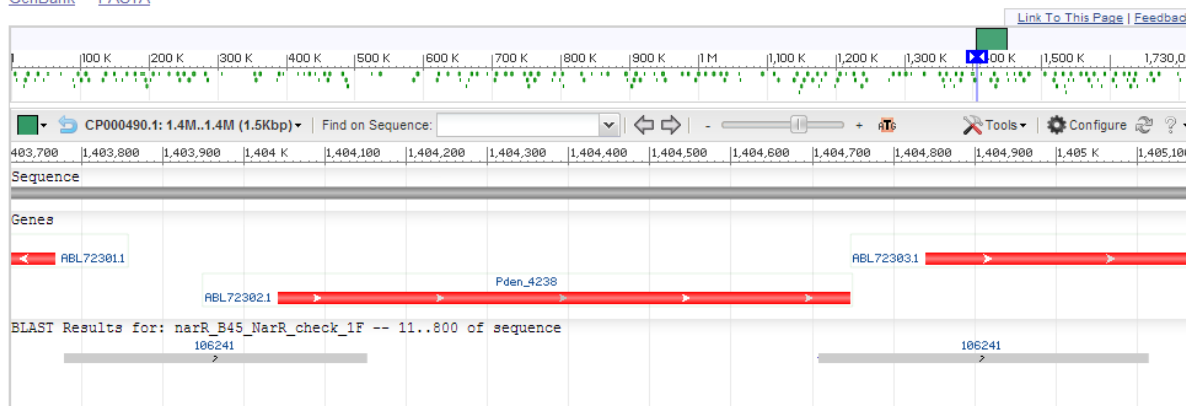 GenBank FASTA
Link To This Page | Feedbac
100 K 200 K 300 K 400 K 500 K 600 K 700 K 800 K 900 K 1 M 1,100 K 1,200 K 1,300 K 00 K 1,500 K 1,730,0
CP000490.1: 1.4M..1.4M (1.5Kbp) Find on Sequence: - + ATG Tools Configure ?
403,700 1,403,800 1,403,900 1,404 K 1,404,100 1,404,200 1,404,300 1,404,400 1,404,500 1,404,600 1,404,700 1,404,800 1,404,900 1,405 K 1,405,100
Sequence
Genes
ABL72301.1 ABL72303.1
Pden_4238
ABL72302.1
BLAST Results for: narR_B45_NarR_check_1F -- 11..800 of sequence
106241 106241